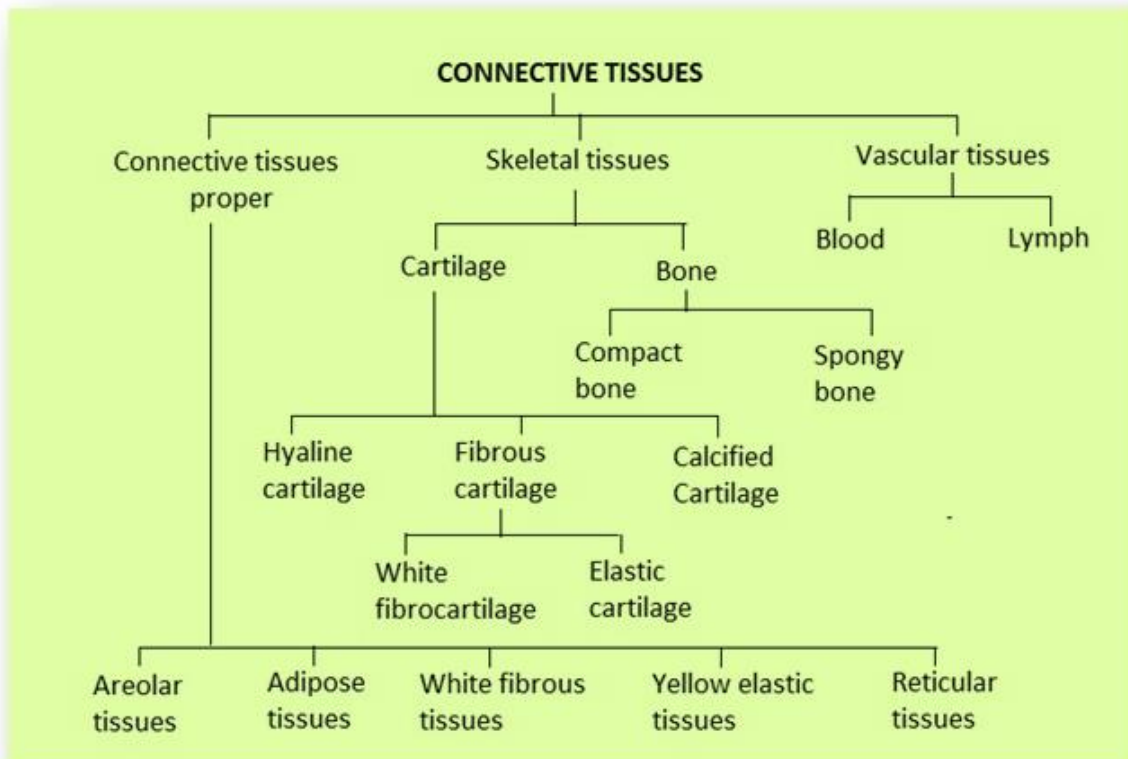 CONNECTIVE TISSUES
Connective tissues
proper
Skeletal tissues
Vascular tissues
Blood
Lymph
Cartilage
Bone
Compact
bone
Spongy
bone
Hyaline
cartilage
Fibrous
cartilage
Calcified
Cartilage
White
fibrocartilage
Elastic
cartilage
Areolar
tissues
Adipose
tissues
White fibrous
tissues
Yellow elastic
tissues
Reticular
tissues